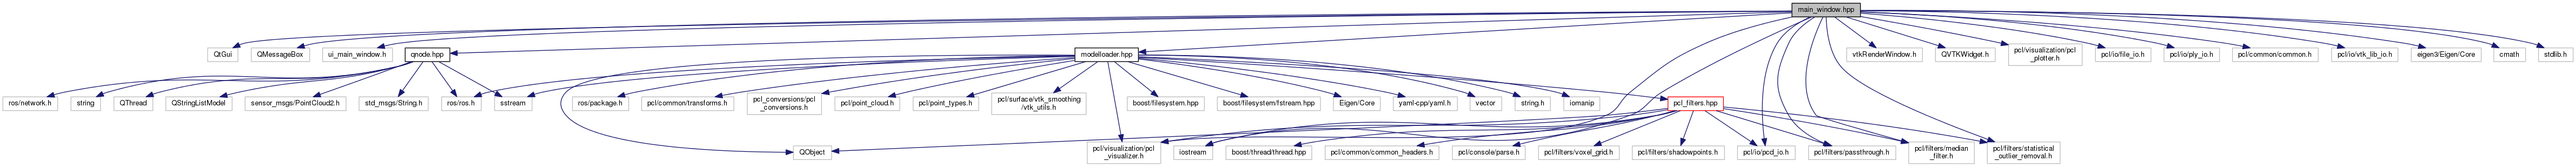 main_window.hpp
QtGui
QMessageBox
ui_main_window.h
qnode.hpp
modelloader.hpp
vtkRenderWindow.h
QVTKWidget.h
pcl/visualization/pcl
_plotter.h
pcl/io/file_io.h
pcl/io/ply_io.h
pcl/common/common.h
pcl/io/vtk_lib_io.h
eigen3/Eigen/Core
cmath
stdlib.h
ros/network.h
string
QThread
QStringListModel
sensor_msgs/PointCloud2.h
std_msgs/String.h
ros/ros.h
sstream
ros/package.h
pcl/common/transforms.h
pcl_conversions/pcl
_conversions.h
pcl/point_cloud.h
pcl/point_types.h
pcl/surface/vtk_smoothing
/vtk_utils.h
boost/filesystem.hpp
boost/filesystem/fstream.hpp
Eigen/Core
yaml-cpp/yaml.h
vector
string.h
iomanip
pcl_filters.hpp
QObject
pcl/visualization/pcl
_visualizer.h
iostream
boost/thread/thread.hpp
pcl/common/common_headers.h
pcl/console/parse.h
pcl/filters/voxel_grid.h
pcl/filters/shadowpoints.h
pcl/io/pcd_io.h
pcl/filters/passthrough.h
pcl/filters/median
_filter.h
pcl/filters/statistical
_outlier_removal.h